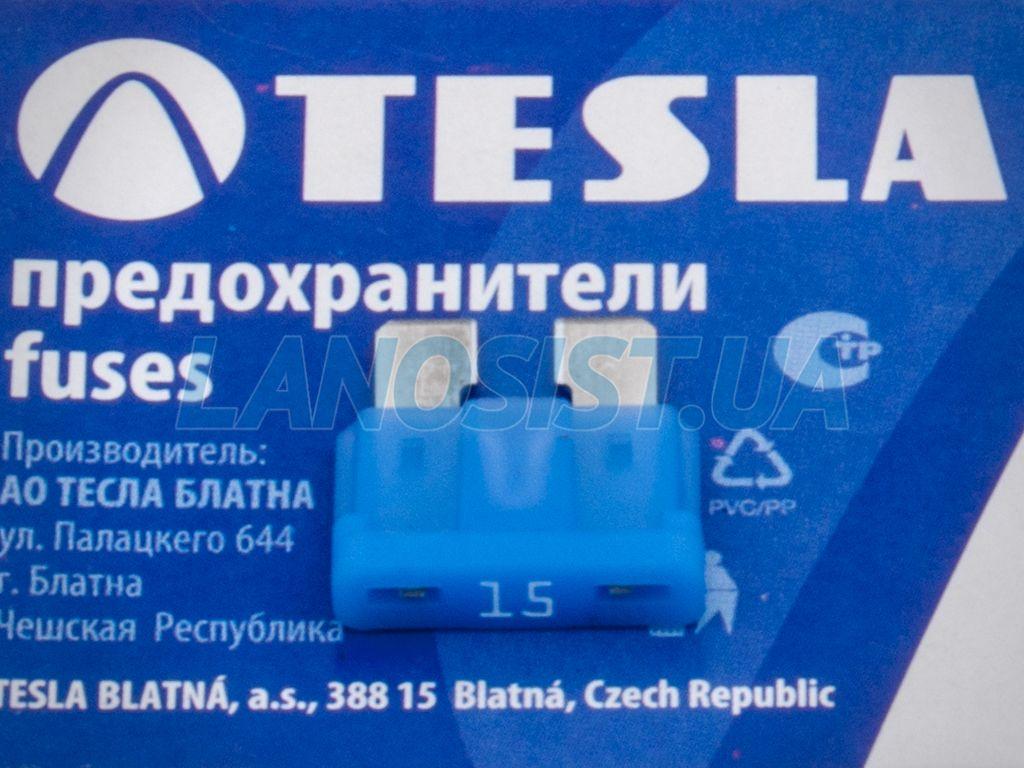 TESLA
предохранители
fuses
LANOSIST.UA
Стр
Производитель:
АО ТЕСЛА БЛАТНА
ул. Палацкего 644
г. Блатна
Чешская Республика
PVC/PP
15
TESLA BLATNÁ, a.s., 388 15 Blatná, Czech Republic